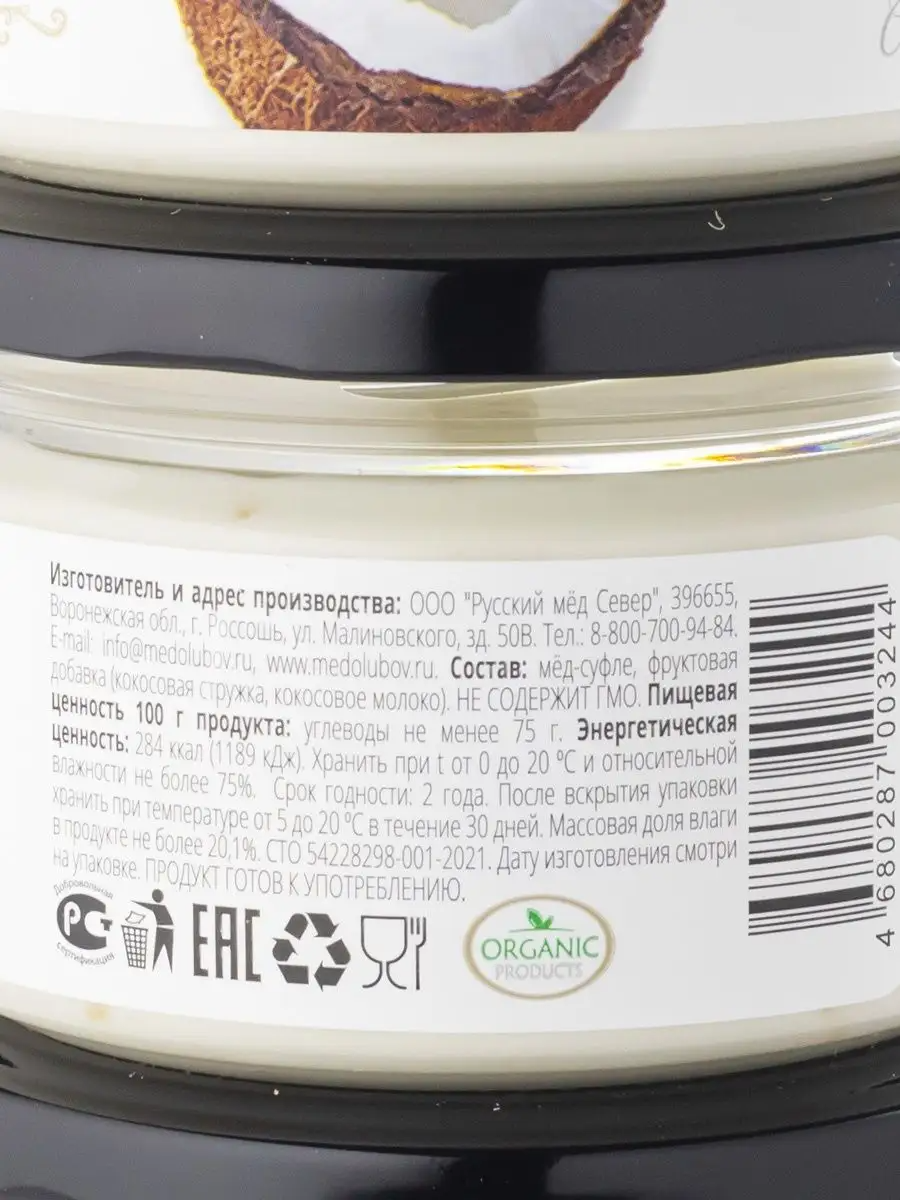 Изготовитель и адрес производства: ООО "Русский мёд Север", 396655,
Воронежская обл., г. Россошь, ул. Малиновского, зд. 50В. Тел.: 8-800-700-94-84.
E-mail: info@medolubov.ru, www.medolubov.ru. Состав: мёд-суфле, фруктовая
добавка (кокосовая стружка, кокосовое молоко). НЕ СОДЕРЖИТ ГМО. Пищевая
ценность 100 г продукта: углеводы не менее 75 г. Энергетическая
ценность: 284 ккал (1189 кДж). Хранить при t от 0 до 20 ºС и относительной
влажности не более 75%. Срок годности: 2 года. После вскрытия упаковки
хранить при температуре от 5 до 20 ºС в течение 30 дней. Массовая доля влаги
в продукте не более 20,1%. СТО 54228298-001-2021. Дату изготовления смотри
на упаковке. ПРОДУКТ ГОТОВ К УПОТРЕБЛЕНИЮ.
Добровольная
РСТ
сертификация
EAC
ORGANIC
PRODUCTS
4 680287 003244